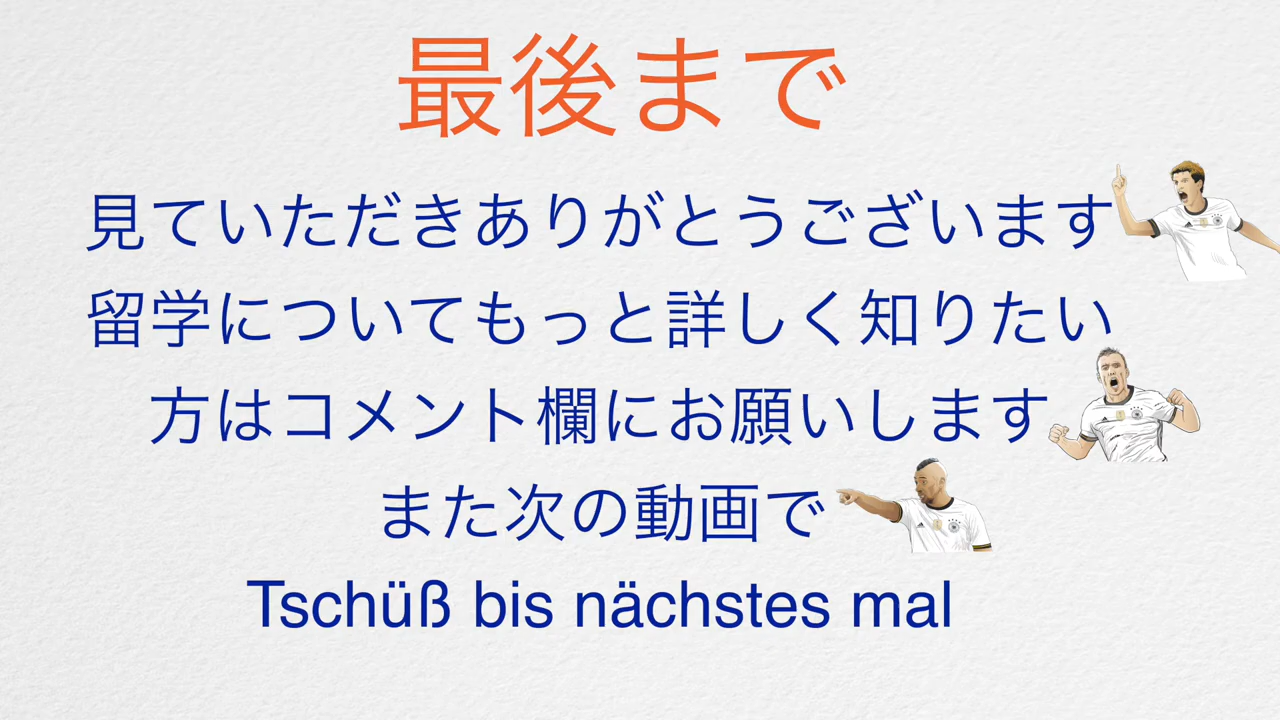 最後まで
見ていただきありがとうございます
留学についてもっと詳しく知りたい
方はコメント欄にお願いします
また次の動画で
Tschüß bis nächstes mal